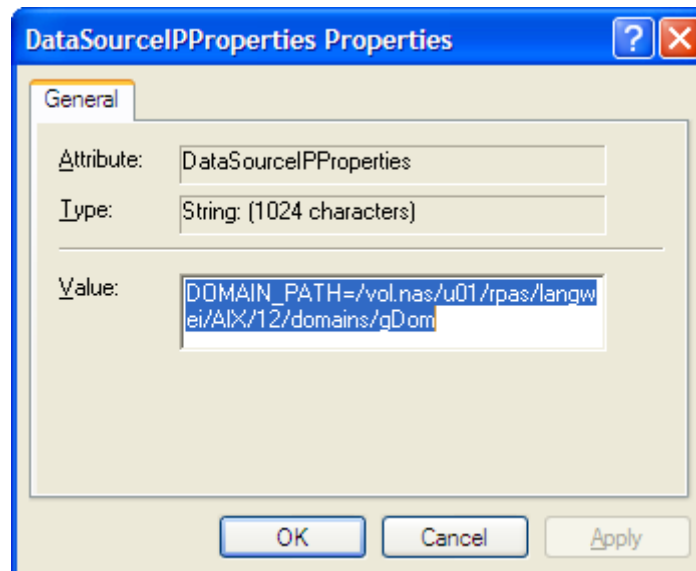 DataSourceIPProperties Properties
General
Attribute: DataSourceIPProperties
Type: String: (1024 characters)
Value: DOMAIN_PATH=/vol.nas/u01/rpas/langw
ei/AIX/12/domains/gDom
OK Cancel Apply